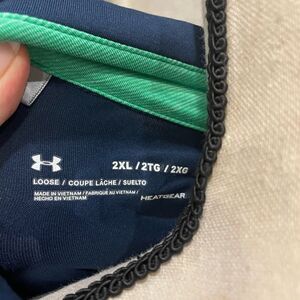 2XL / 2TG / 2XG
LOOSE / COUPE LÂCHE / SUELTO
MADE IN VIETNAM / FABRIQUÉ AU VIETNAM /
HECHO EN VIETNAM
HEATGEAR